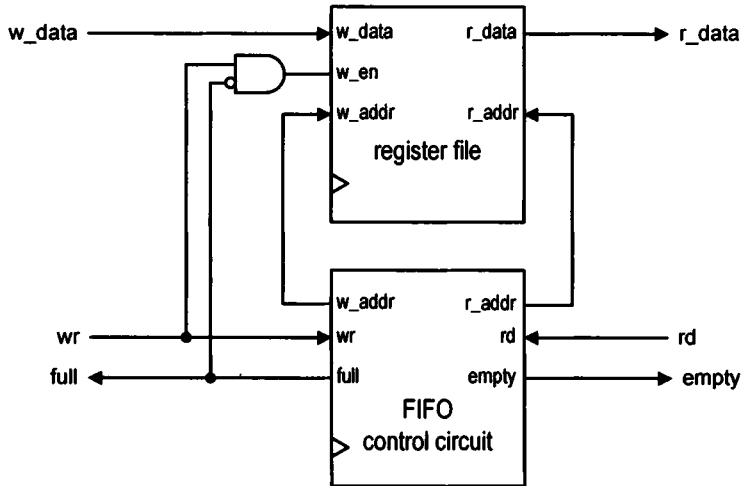 w_data w_data r_data r_data
w_en
w_addr r_addr
register file
w_addr r_addr
wr wr rd rd
full full empty empty
FIFO
control circuit